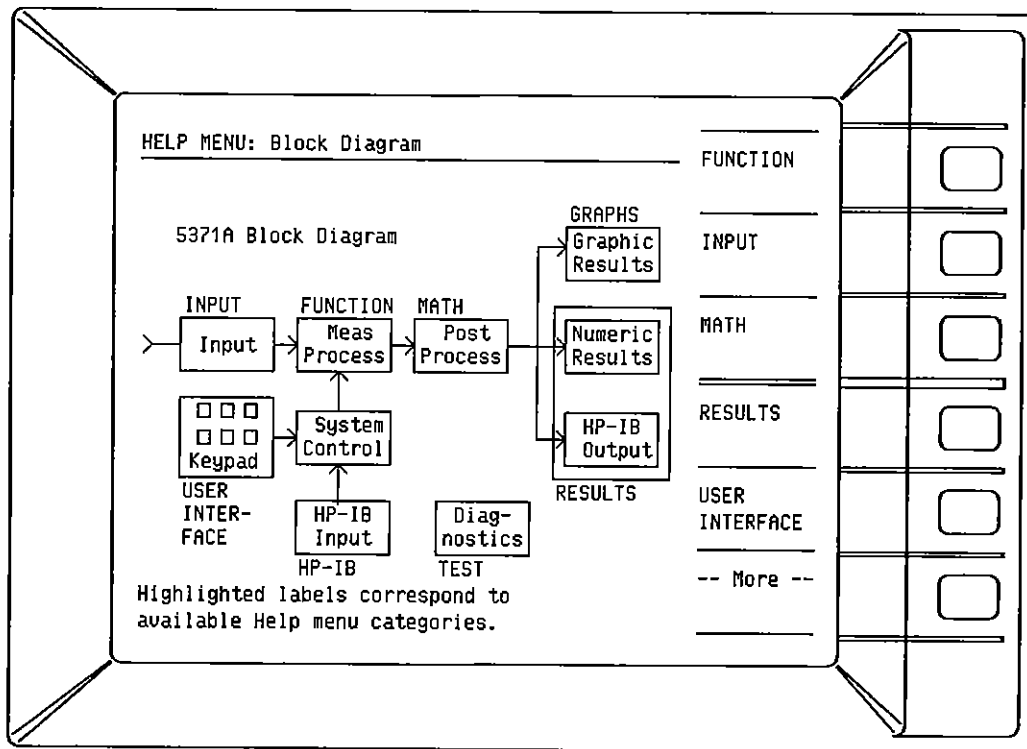 HELP MENU: Block Diagram
5371A Block Diagram
GRAPHS
Graphic
Results
INPUT
Input
FUNCTION
Meas
Process
MATH
Post
Process
Numeric
Results
HP-IB
Output
RESULTS
Keypad
USER
INTER-
FACE
System
Control
HP-IB
Input
HP-IB
Diag-
nostics
TEST
Highlighted labels correspond to
available Help menu categories.
FUNCTION
INPUT
MATH
RESULTS
USER
INTERFACE
-- More --